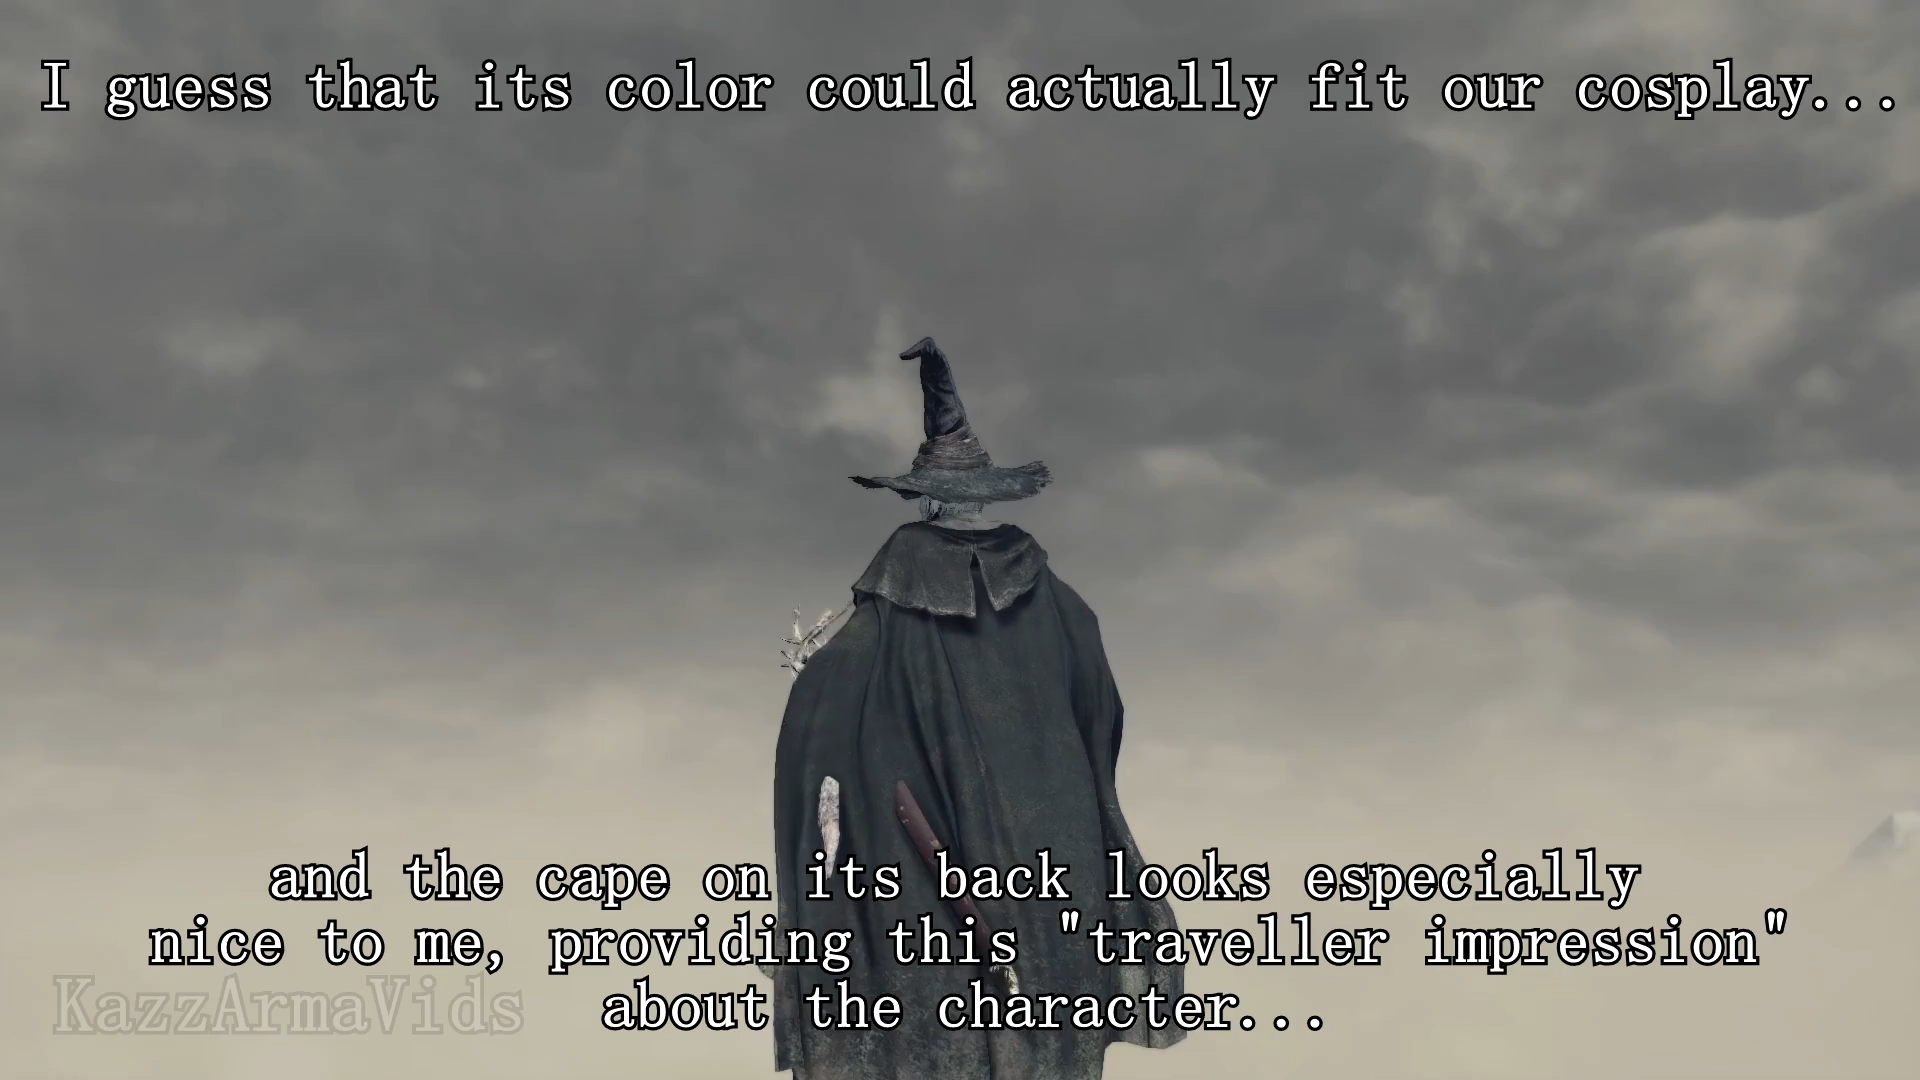 I guess that its color could actually fit our cosplay...
and the cape on its back looks especially
nice to me, providing this "traveller impression"
about the character...
KazzArmaVids